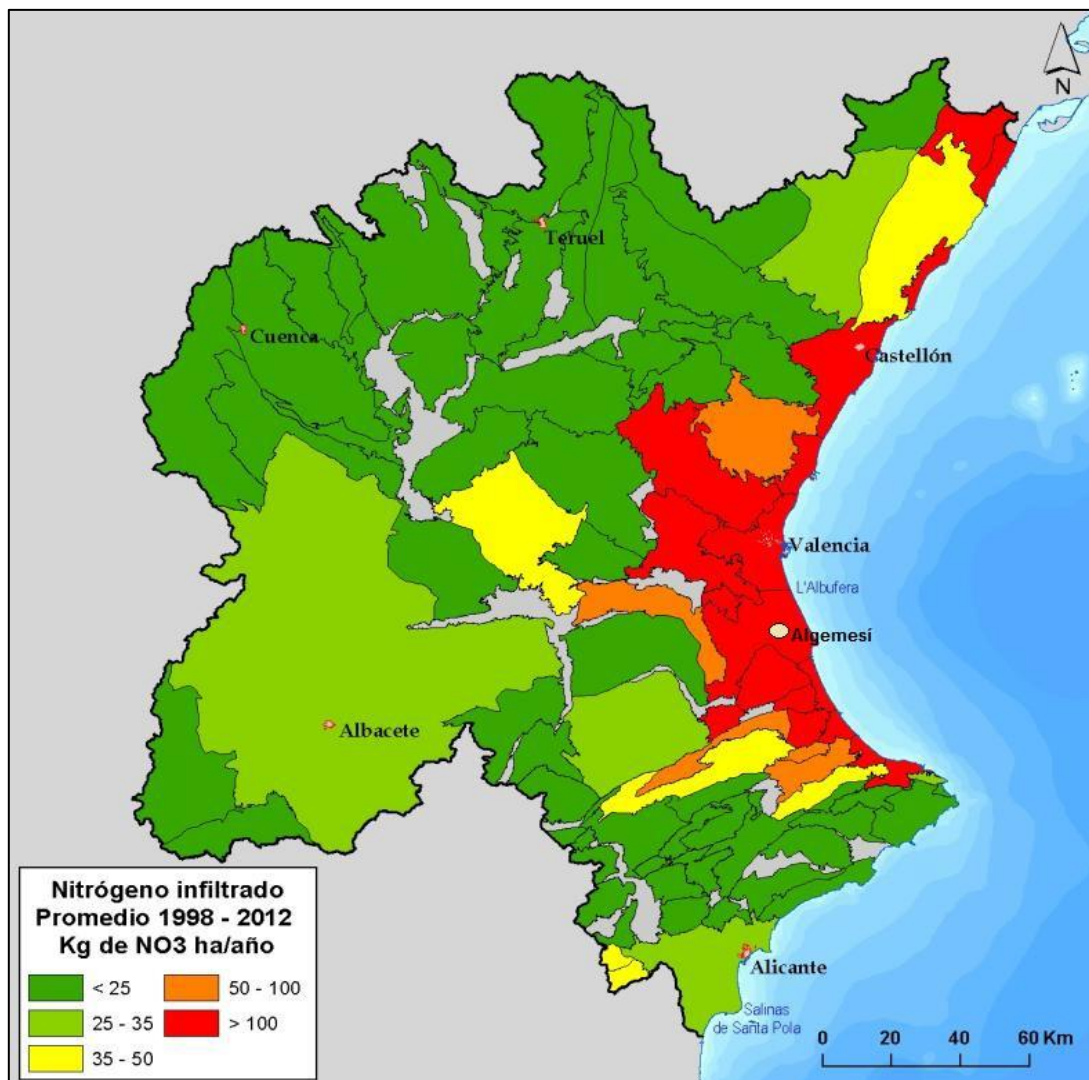 N
Teruel
Cuenca
Castellón
Valencia
L'Albufera
Algemesí
Albacete
Alicante
Salinas
de Santa Pola
Nitrógeno infiltrado
Promedio 1998 - 2012
Kg de NO3 ha/año
< 25
50 - 100
25 - 35
> 100
35 - 50
0 20 40 60 Km